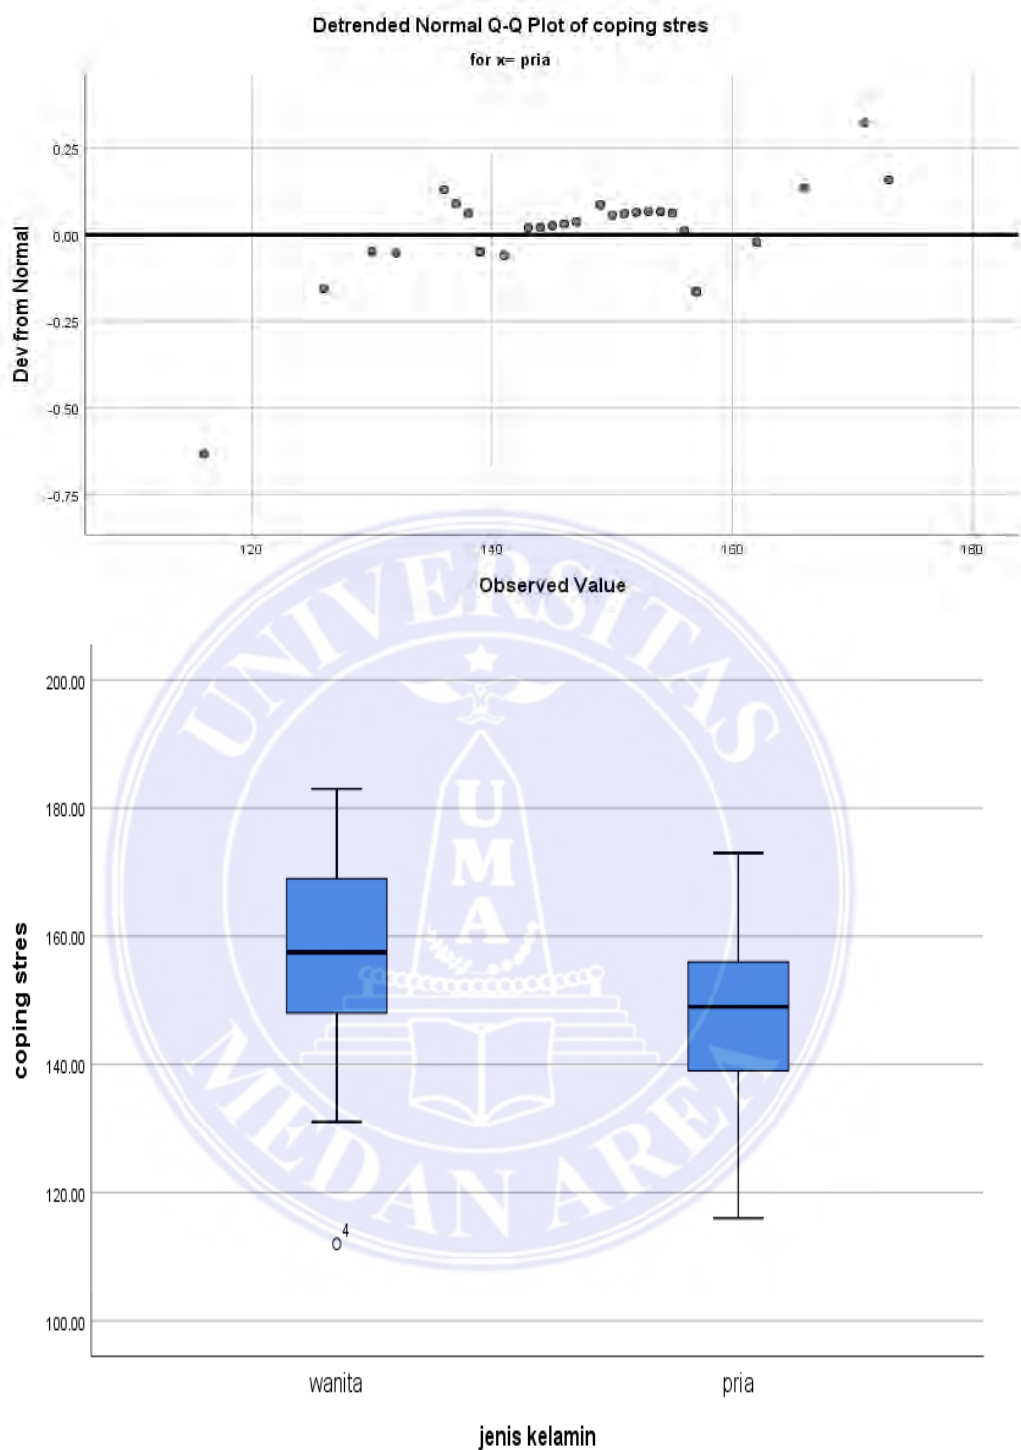 Detrended Normal Q-Q Plot of coping stres
for x= pria
Dev from Normal
0.25
0.00
-0.25
-0.50
-0.75
120 140 160 180
Observed Value
UNIVERSITAS
MEDAN AREA
U
M
A
coping stres
200.00
180.00
160.00
140.00
120.00
100.00
4
wanita pria
jenis kelamin